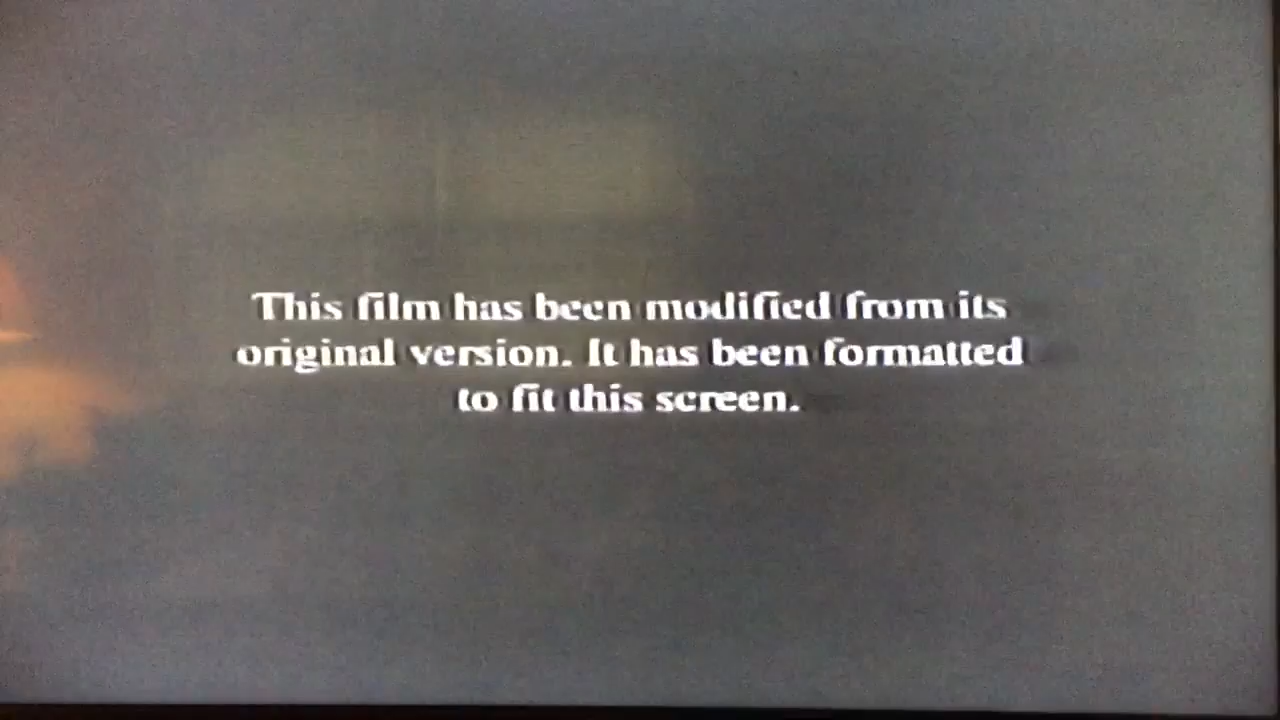 This film has been modified from its
original version. It has been formatted
to fit this screen.